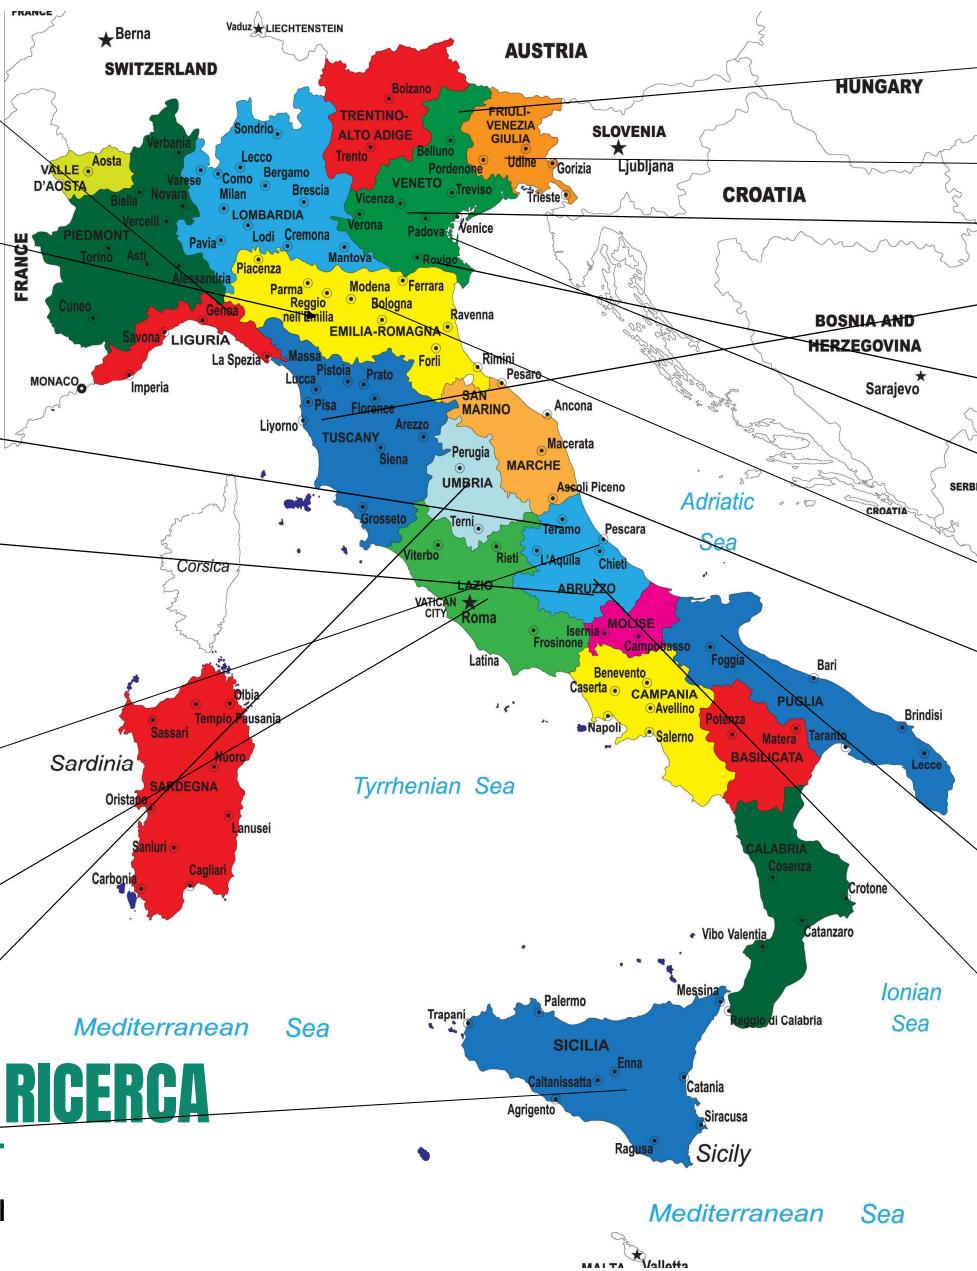 FRANCE
Berna
Vaduz
LIECHTENSTEIN
SWITZERLAND
AUSTRIA
HUNGARY
SLOVENIA
Ljubljana
CROATIA
Bolzano
TRENTINO-
ALTO ADIGE
Trento
FRIULI-
VENEZIA
GIULIA
Udine
Pordenone
Gorizia
Trieste
Belluno
VENETO
Treviso
Vicenza
Verona
Padova
Venice
Rovigo
Sondrio
Lecco
Como
Bergamo
Varese
Milan
Brescia
LOMBARDIA
Lodi
Cremona
Pavia
Mantova
VALLE
D'AOSTA
Aosta
Verbania
Biella
Novara
Vercelli
PIEDMONT
Torino
Asti
Alessandria
Cuneo
FRANCE
Genoa
Savona
LIGURIA
La Spezia
Imperia
MONACO
Piacenza
Parma
Reggio
nell'Emilia
Modena
Bologna
Ferrara
Ravenna
EMILIA-ROMAGNA
Forli
Rimini
BOSNIA AND
HERZEGOVINA
Sarajevo
SERB
CROATIA
Massa
Pistoia
Lucca
Prato
Pisa
Florence
Liyorno
Arezzo
TUSCANY
Siena
Grosseto
SAN
MARINO
Pesaro
Ancona
Macerata
MARCHE
Ascoli Piceno
Perugia
UMBRIA
Terni
Adriatic
Sea
Corsica
Viterbo
Rieti
LAZIO
VATICAN
CITY
Roma
Frosinone
Latina
Teramo
Pescara
L'Aquila
Chieti
ABRUZZO
MOLISE
Isernia
Campobasso
Foggia
Bari
PUGLIA
Brindisi
Taranto
Lecce
Benevento
Caserta
CAMPANIA
Avellino
Napoli
Salerno
Potenza
Matera
BASILICATA
Olbia
Tempio Pausania
Sassari
Sardinia
Nuoro
SARDEGNA
Oristano
Lanusei
Sanluri
Cagliari
Carbonia
Tyrrhenian Sea
CALABRIA
Cosenza
Crotone
Catanzaro
Vibo Valentia
Reggio di Calabria
Ionian
Sea
Mediterranean Sea
Messina
Palermo
Trapani
SICILIA
Enna
Caltanissatta
Catania
Agrigento
Siracusa
Ragusa
Sicily
RICERCA
Mediterranean Sea
MALTA
Valletta